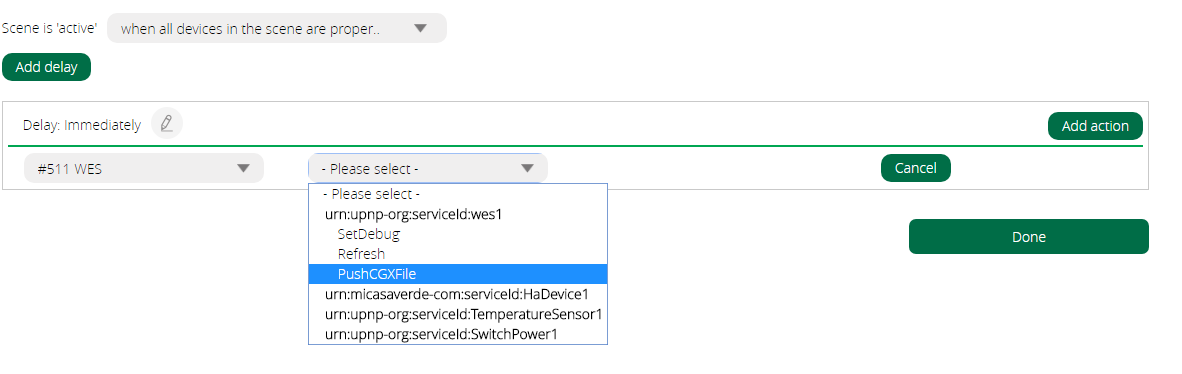 Scene is 'active' when all devices in the scene are proper..
Add delay
Delay: Immediately
Add action
#511 WES - Please select - Cancel
- Please select -
urn:upnp-org:serviceId:wes1
SetDebug
Refresh
PushCGXFile
urn:micasaverde-com:serviceId:HaDevice1
urn:upnp-org:serviceId:TemperatureSensor1
urn:upnp-org:serviceId:SwitchPower1
Done